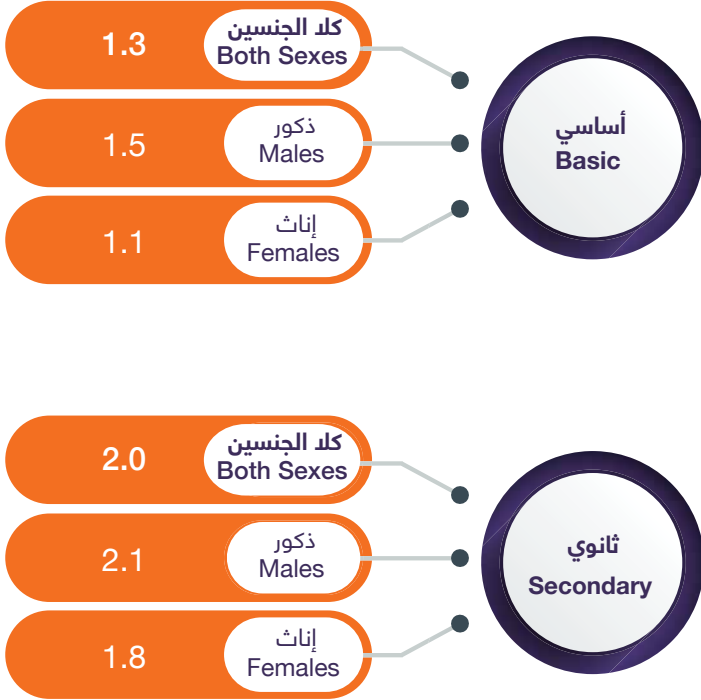 أساسي
Basic
كلا الجنسين
Both Sexes
1.3
ذكور
Males
1.5
إناث
Females
1.1
ثانوي
Secondary
كلا الجنسين
Both Sexes
2.0
ذكور
Males
2.1
إناث
Females
1.8